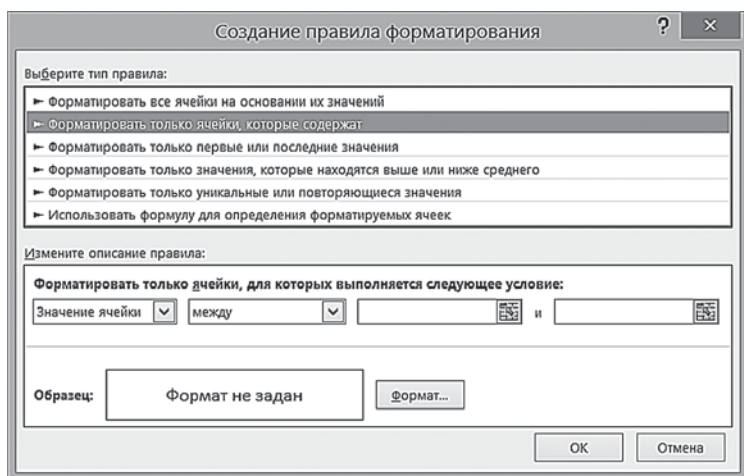 Создание правила форматирования ? ×
Выберите тип правила:
► Форматировать все ячейки на основании их значений
► Форматировать только ячейки, которые содержат
► Форматировать только первые или последние значения
► Форматировать только значения, которые находятся выше или ниже среднего
► Форматировать только уникальные или повторяющиеся значения
► Использовать формулу для определения форматируемых ячеек
Измените описание правила:
Форматировать только ячейки, для которых выполняется следующее условие:
Значение ячейки между и
Образец: Формат не задан Формат...
ОК Отмена